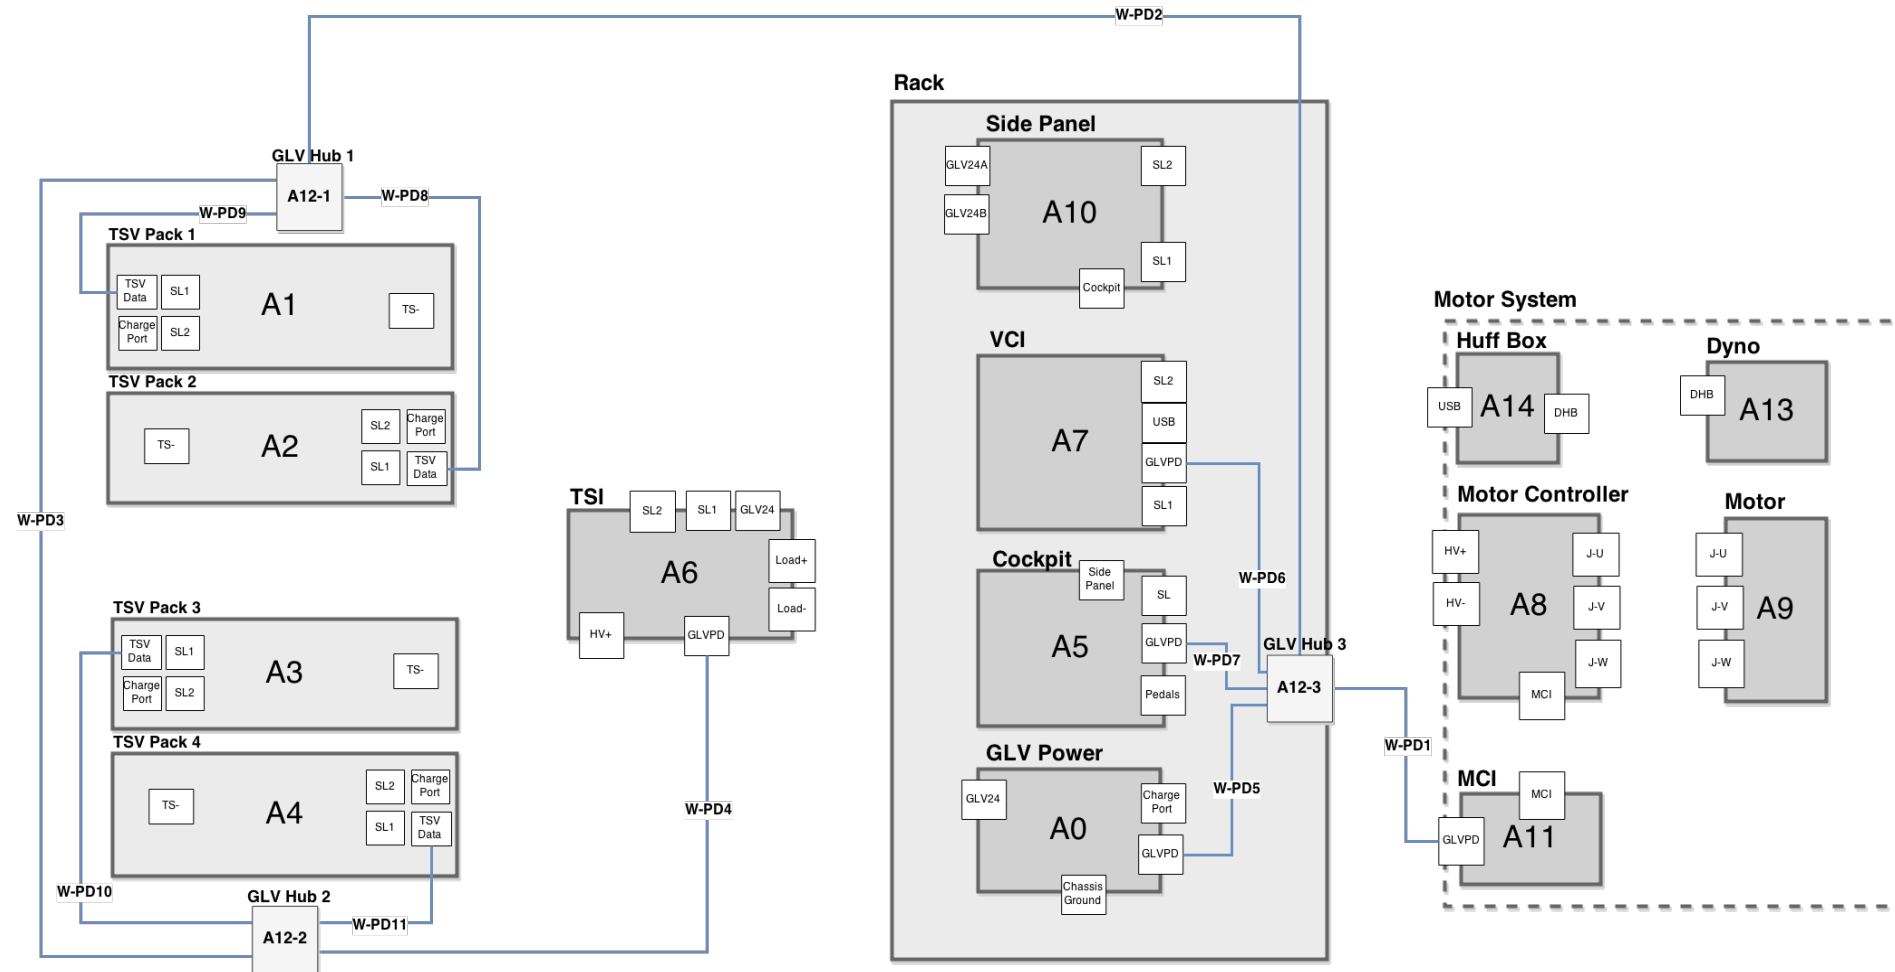 W-PD2
GLV Hub 1
A12-1
W-PD8
W-PD9
TSV Pack 1
TSV
Data
SL1
A1
TS-
Charge
Port
SL2
TSV Pack 2
TS-
A2
SL2
Charge
Port
SL1
TSV
Data
W-PD3
TSV Pack 3
TSV
Data
SL1
A3
TS-
Charge
Port
SL2
TSV Pack 4
TS-
A4
SL2
Charge
Port
SL1
TSV
Data
W-PD10
GLV Hub 2
A12-2
W-PD11
TSI
SL2
SL1
GLV24
A6
Load+
Load-
HV+
GLVPD
W-PD4
Rack
Side Panel
GLV24A
GLV24B
A10
SL2
SL1
Cockpit
VCI
A7
SL2
USB
GLVPD
SL1
W-PD6
Cockpit
Side
Panel
A5
SL
GLVPD
Pedals
W-PD7
GLV Hub 3
A12-3
GLV Power
GLV24
A0
Charge
Port
GLVPD
Chassis
Ground
W-PD5
W-PD1
Motor System
Huff Box
USB
A14
DHB
Dyno
DHB
A13
Motor Controller
HV+
HV-
A8
J-U
J-V
J-W
MCI
Motor
J-U
J-V
J-W
A9
MCI
MCI
GLVPD
A11